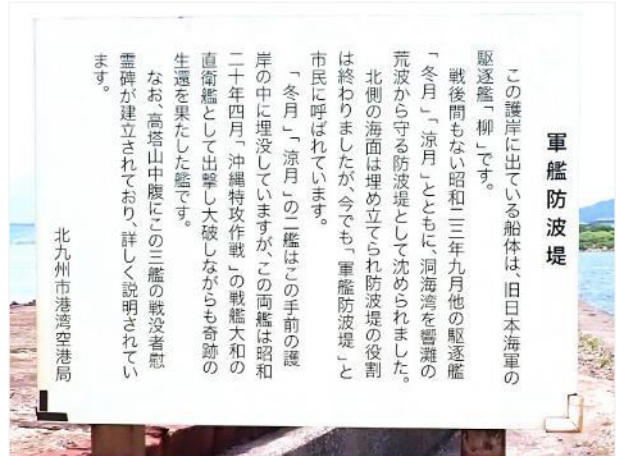 軍艦防波堤
この護岸に出ている船体は、旧日本海軍の
駆逐艦「柳」です。
戦後間もない昭和二三年九月他の駆逐艦
「冬月」「涼月」とともに、洞海湾を響灘の
荒波から守る防波堤として沈められました。
北側の海面は埋め立てられ防波堤の役割
は終わりましたが、今でも「軍艦防波堤」と
市民に呼ばれています。
「冬月」「涼月」の二艦はこの手前の護
岸の中に埋没していますが、この両艦は昭和
二十年四月「沖縄特攻作戦」の戦艦大和の
直衛艦として出撃し大破しながらも奇跡の
生還を果たした艦です。
なお、高塔山中腹にこの三艦の戦没者慰
霊碑が建立されており、詳しく説明されてい
ます。
北九州市港湾空港局